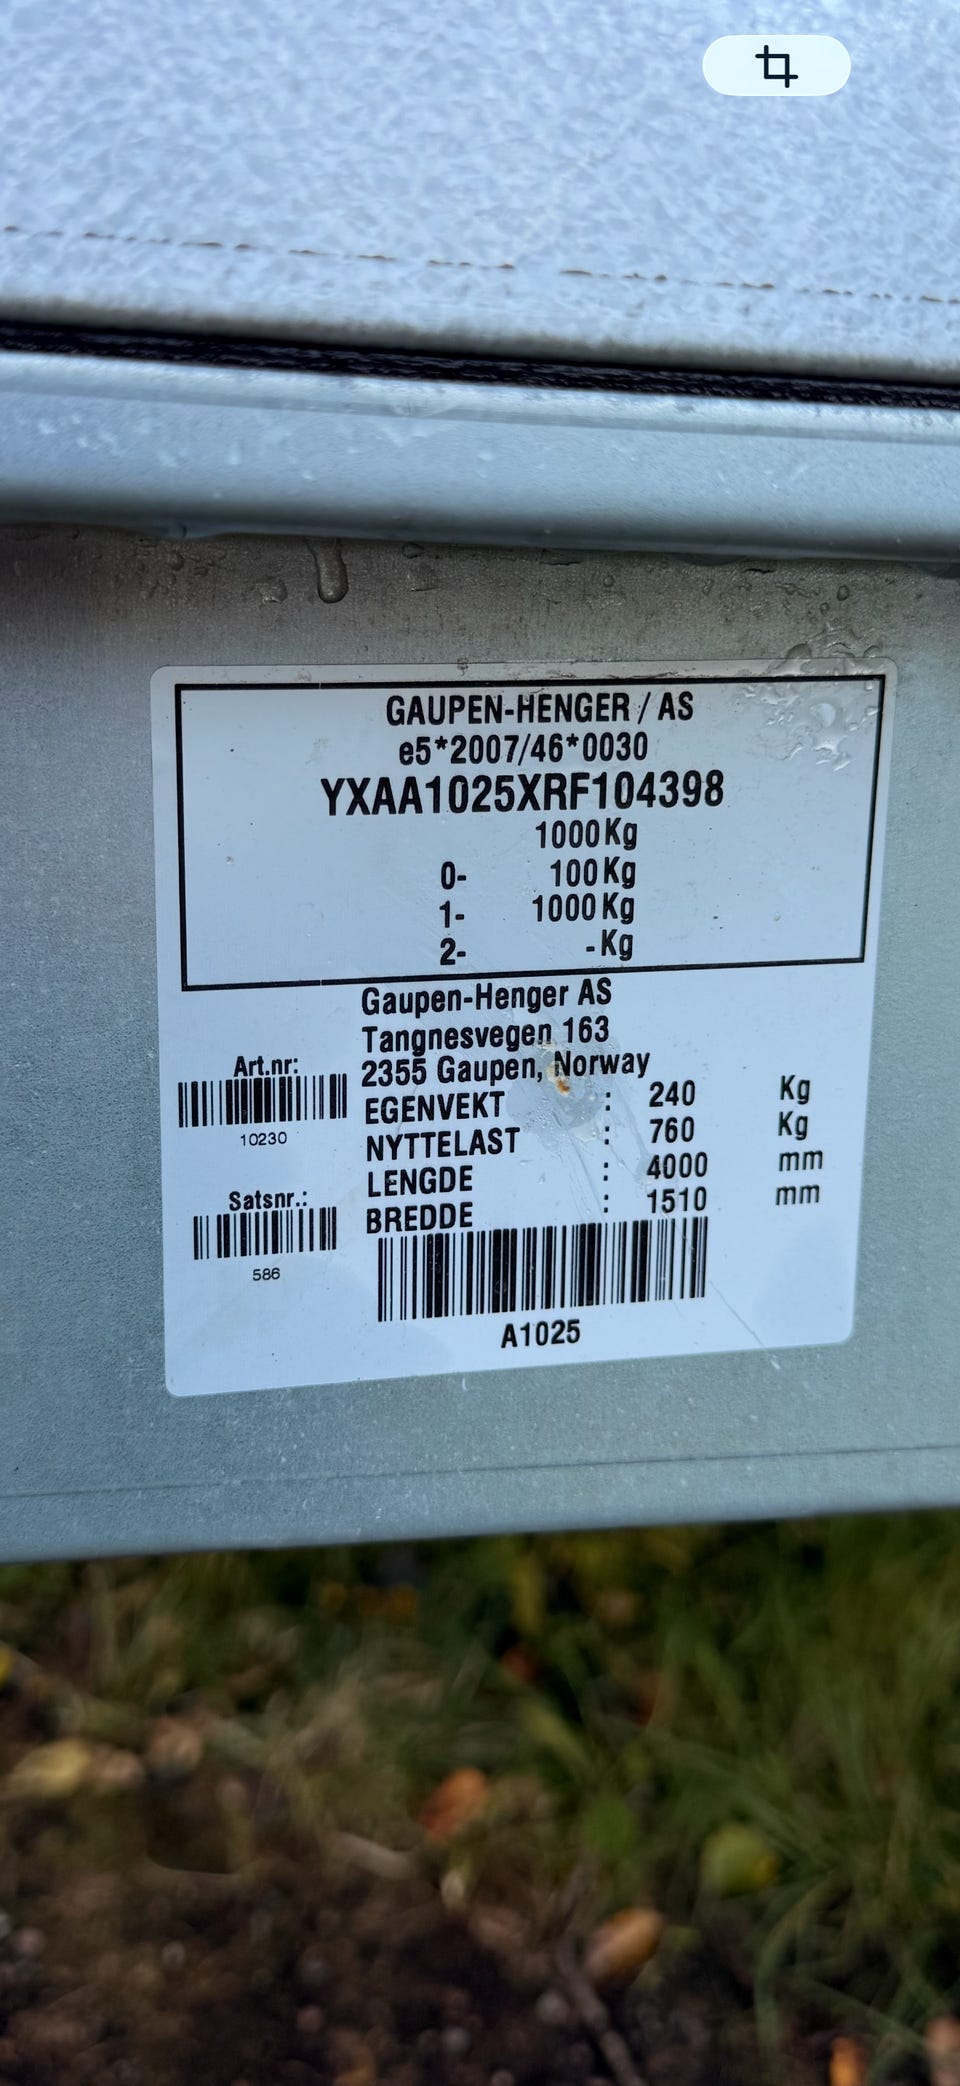 GAUPEN-HENGER / AS
e5*2007/46*0030
YXAA1025XRF104398
1000 Kg
0- 100 Kg
1- 1000 Kg
2- - Kg
Gaupen-Henger AS
Tangnesvegen 163
2355 Gaupen, Norway
Art.nr:
10230
Satsnr.:
586
EGENVEKT : 240 Kg
NYTTELAST : 760 Kg
LENGDE : 4000 mm
BREDDE : 1510 mm
A1025